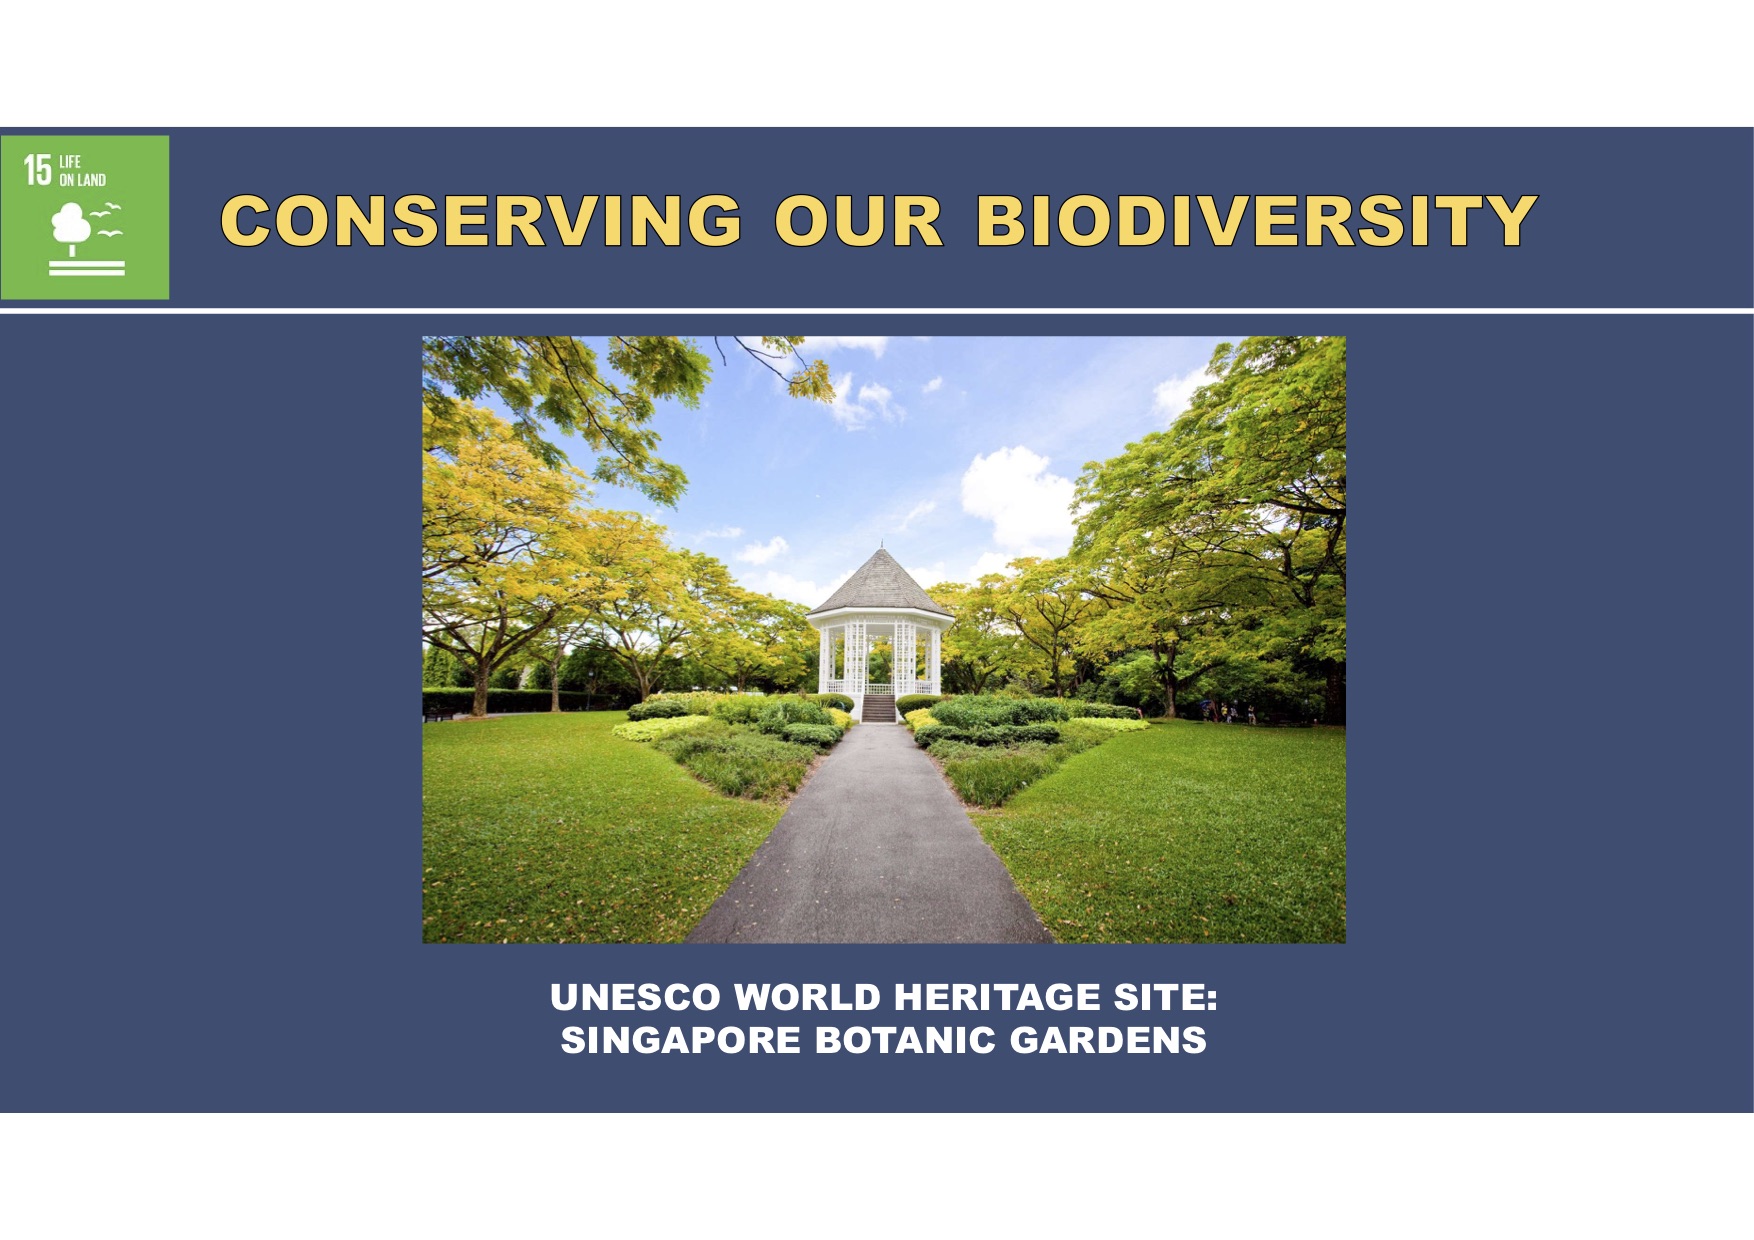 15 LIFE
ON LAND
CONSERVING OUR BIODIVERSITY
UNESCO WORLD HERITAGE SITE:
SINGAPORE BOTANIC GARDENS